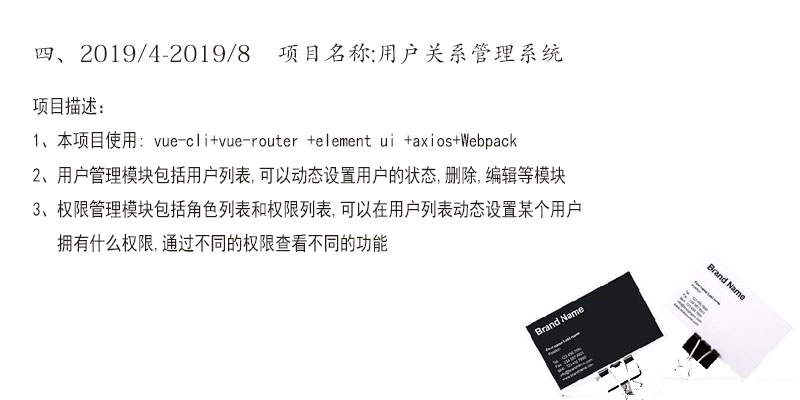 四、2019/4-2019/8 项目名称:用户关系管理系统
项目描述：
1、本项目使用: vue-cli+vue-router +element ui +axios+Webpack
2、用户管理模块包括用户列表,可以动态设置用户的状态,删除,编辑等模块
3、权限管理模块包括角色列表和权限列表,可以在用户列表动态设置某个用户
拥有什么权限,通过不同的权限查看不同的功能
Brand Name
Brand Name